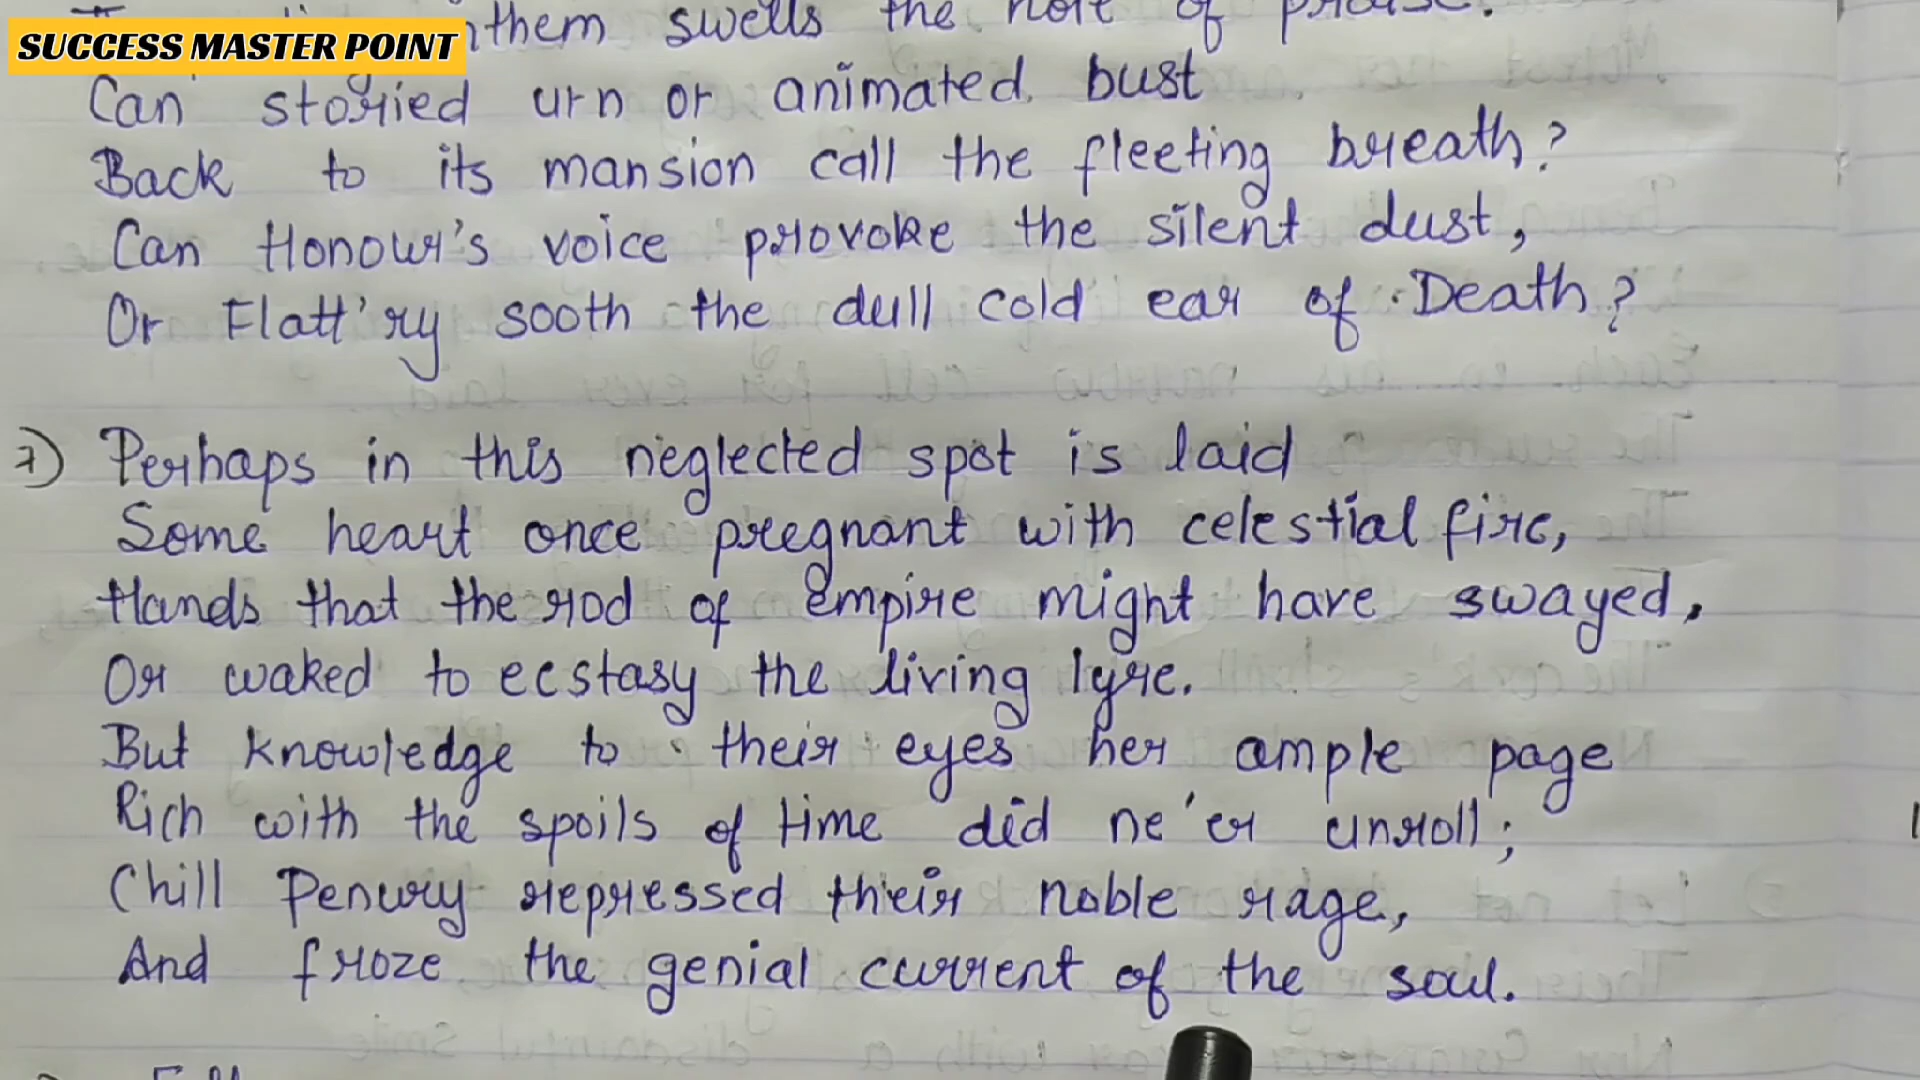 SUCCESS MASTER POINT
nthem swells the note of praise.
Can storied urn or animated bust
Back to its mansion call the fleeting breath?
Can Honour's voice provoke the silent dust,
Or Flatt'ry sooth the dull cold ear of Death?
7) Perhaps in this neglected spot is laid
Some heart once pregnant with celestial fire,
Hands that the rod of empire might have swayed,
Or waked to ecstasy the living lyre.
But knowledge to their eyes her ample page
Rich with the spoils of time did ne'er unroll;
Chill Penury repressed their noble rage,
And froze the genial current of the soul.